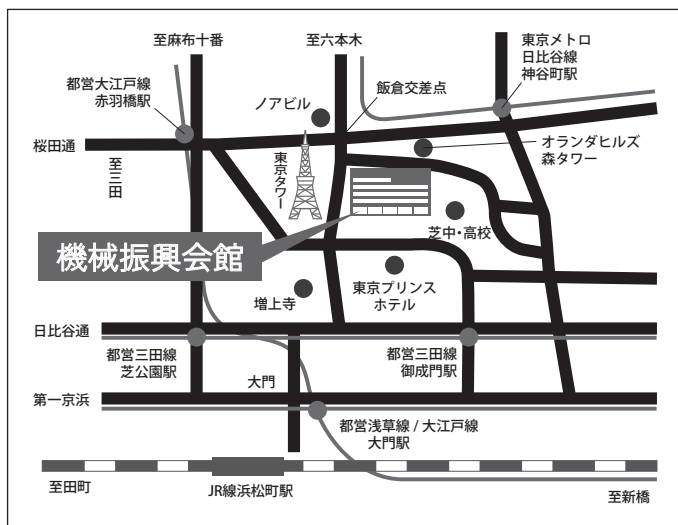 至麻布十番
至六本木
東京メトロ
日比谷線
神谷町駅
都営大江戸線
赤羽橋駅
飯倉交差点
ノアビル
桜田通
至三田
東京タワー
オランダヒルズ
森タワー
芝中・高校
機械振興会館
東京プリンス
ホテル
増上寺
日比谷通
都営三田線
芝公園駅
都営三田線
御成門駅
大門
第一京浜
都営浅草線 / 大江戸線
大門駅
至田町
JR線浜松町駅
至新橋